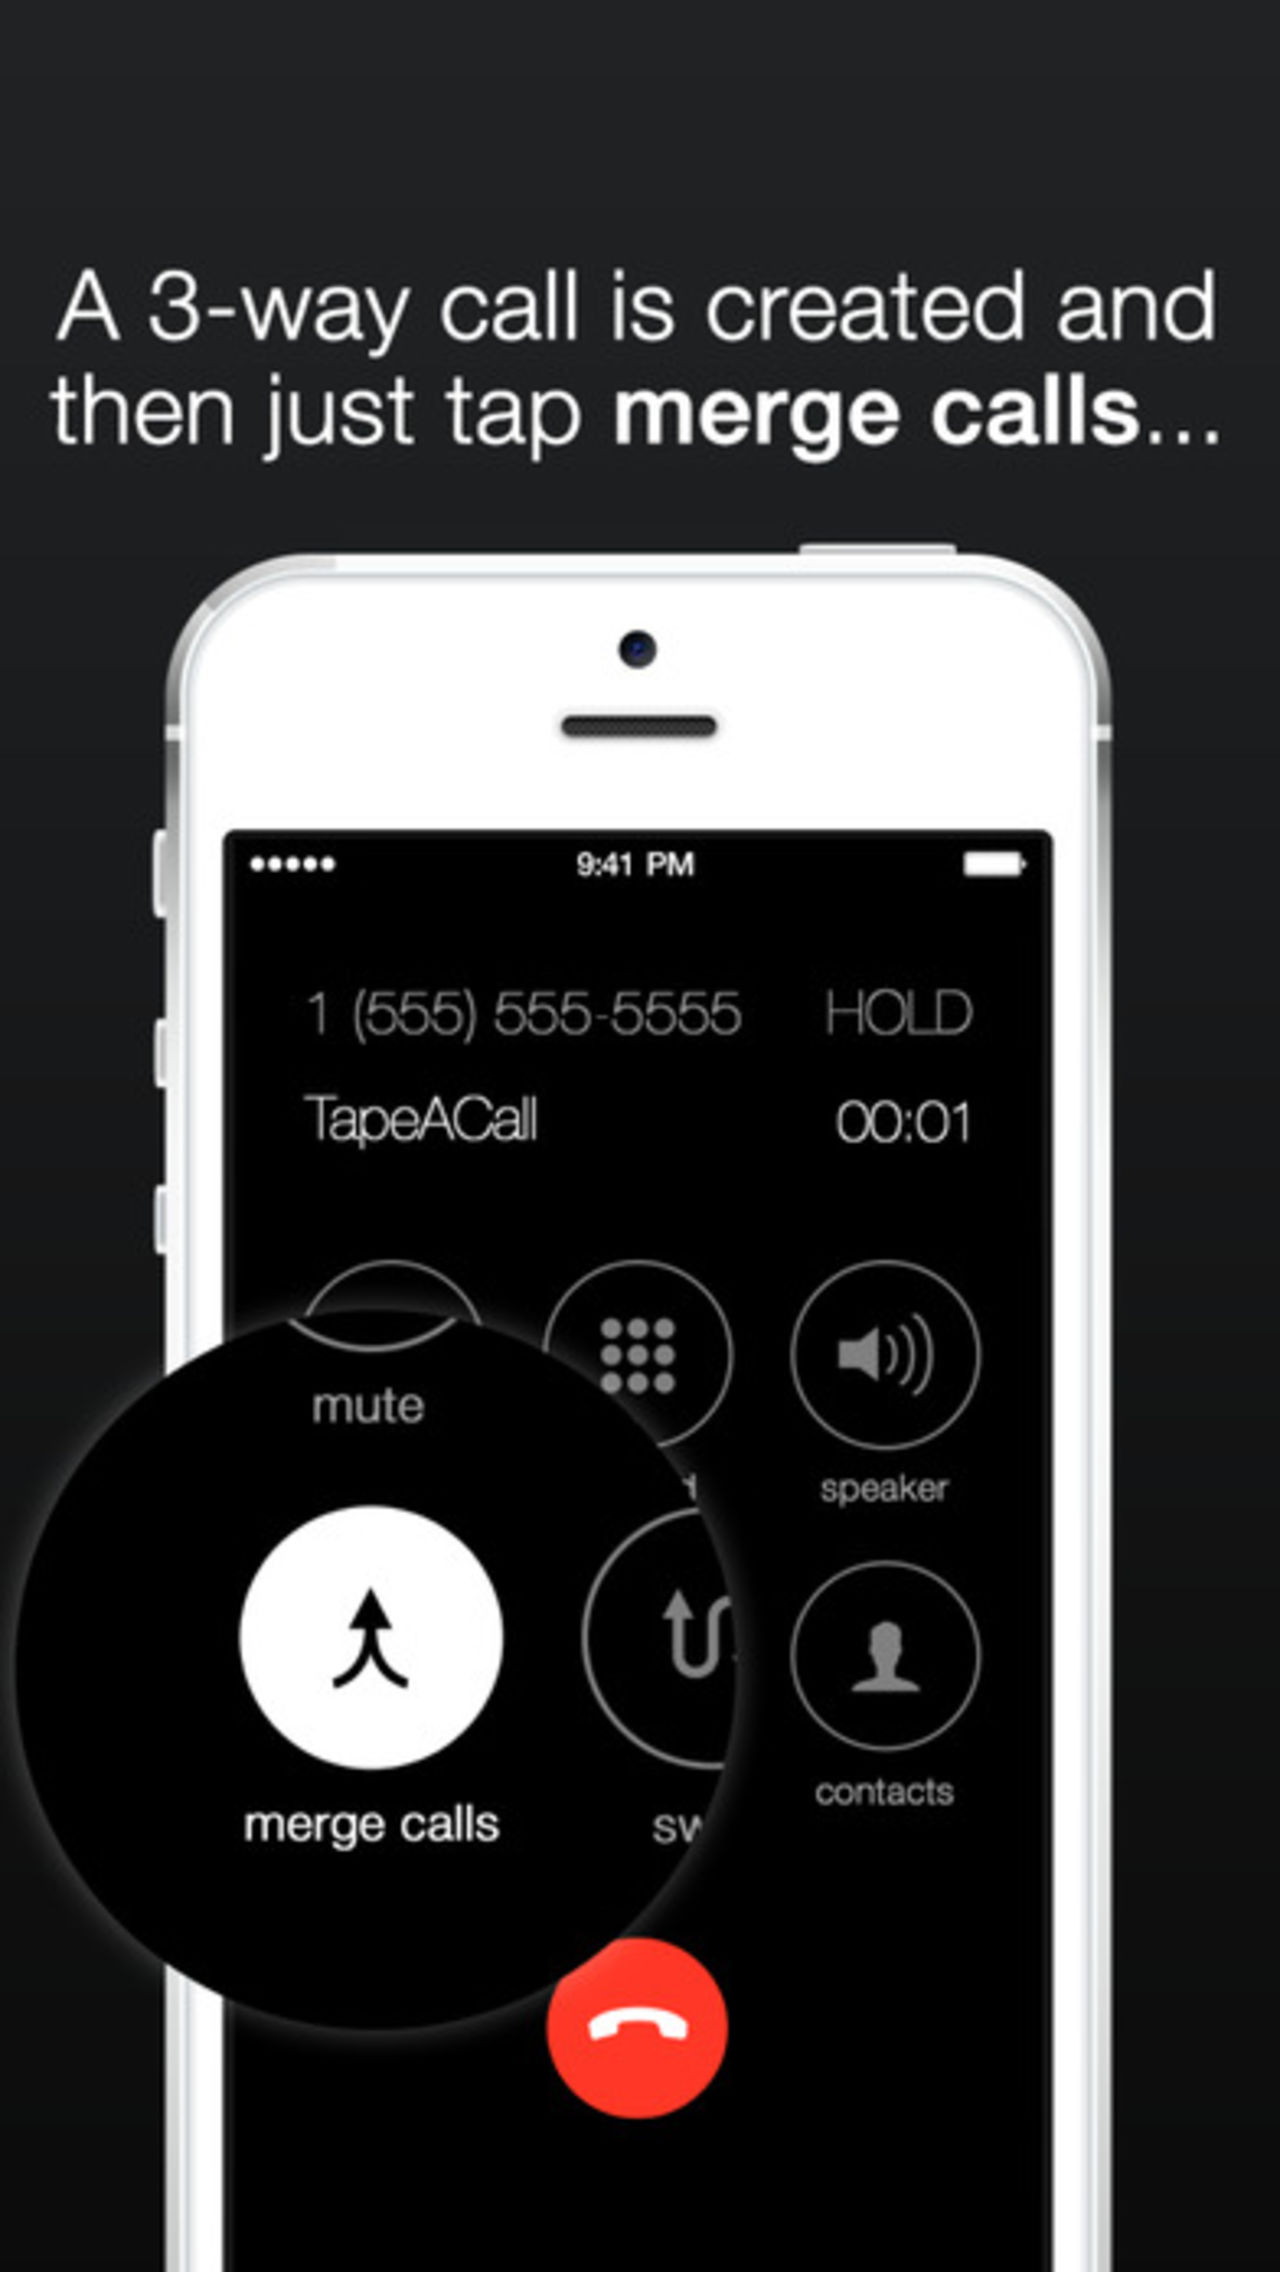 A 3-way call is created and
then just tap merge calls...
9:41 PM
1 (555) 555-5555 HOLD
TapeACall 00:01
mute
speaker
merge calls
contacts